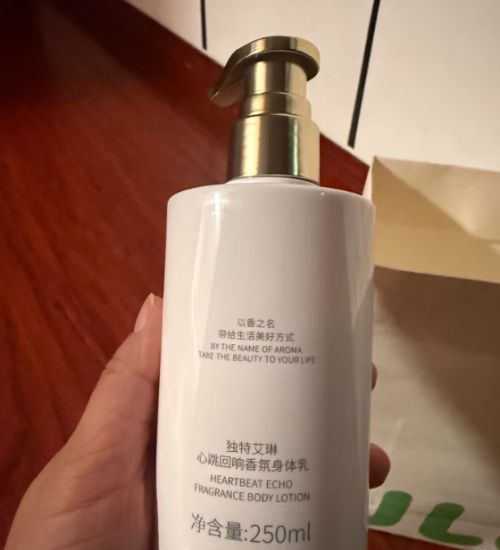 以香之名
带给生活美好方式
BY THE NAME OF AROMA
TAKE THE BEAUTY TO YOUR LIFE
独特艾琳
心跳回响香氛身体乳
HEARTBEAT ECHO
FRAGRANCE BODY LOTION
净含量:250ml